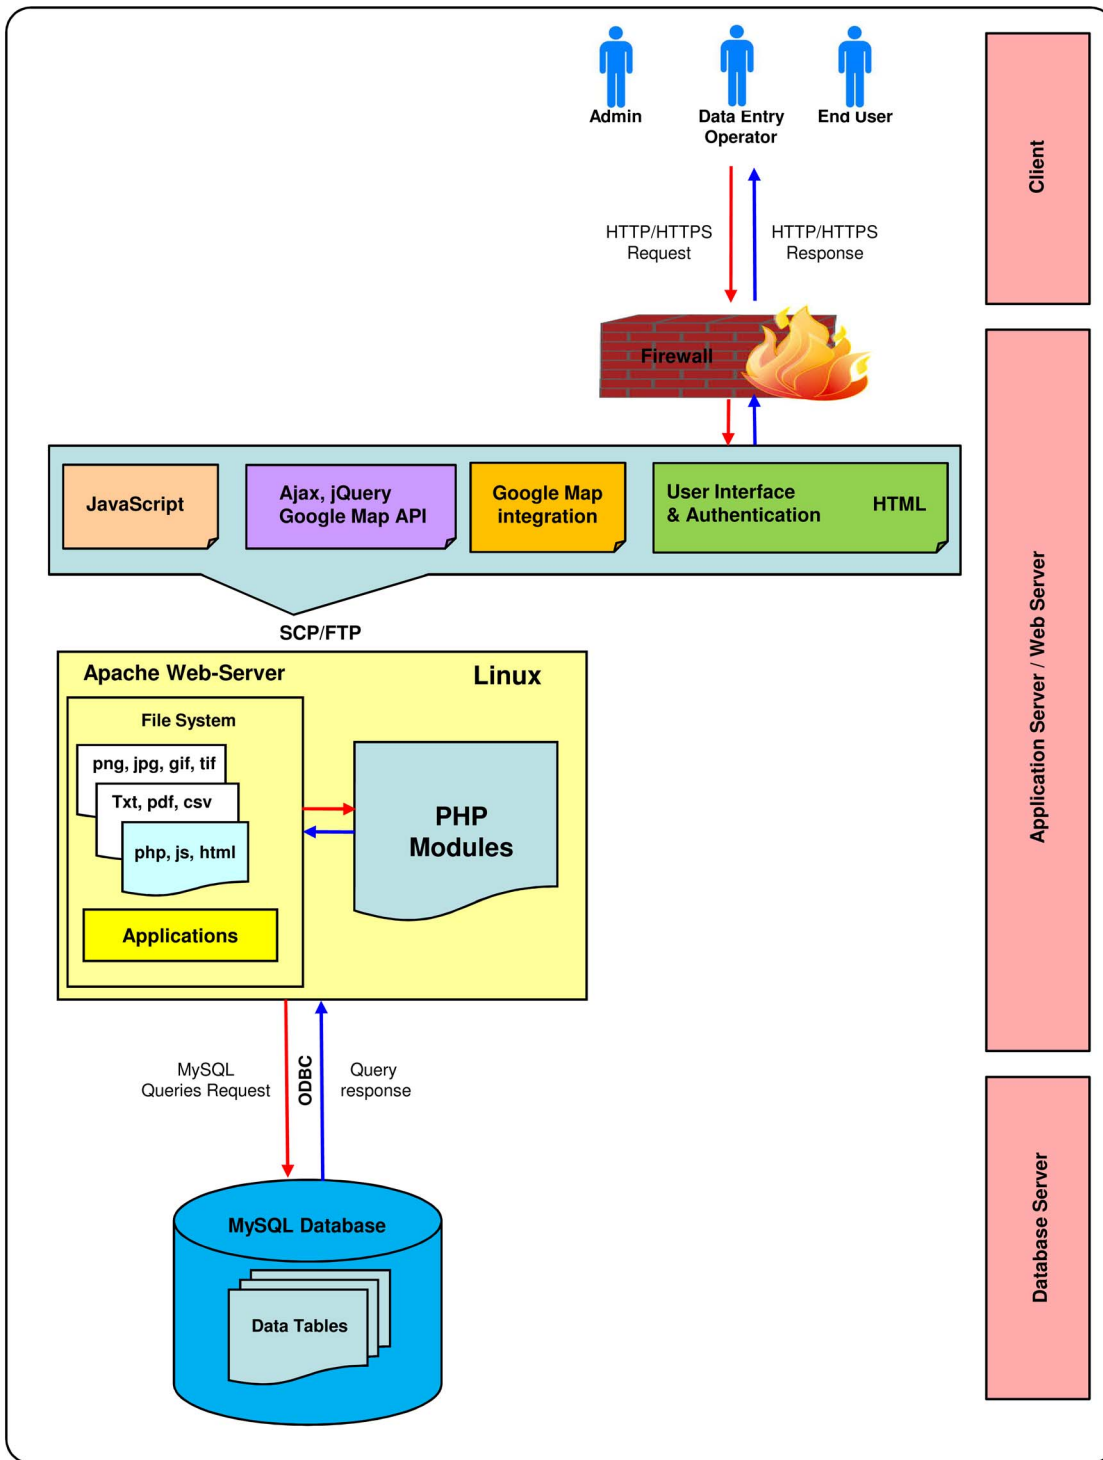 Admin
Data Entry
Operator
End User
Client
HTTP/HTTPS
Request
HTTP/HTTPS
Response
Firewall
JavaScript
Ajax, jQuery
Google Map API
Google Map
integration
User Interface
& Authentication
HTML
Application Server / Web Server
SCP/FTP
Apache Web-Server
Linux
File System
png, jpg, gif, tif
Txt, pdf, csv
php, js, html
Applications
PHP
Modules
MySQL
Queries Request
ODBC
Query
response
Database Server
MySQL Database
Data Tables